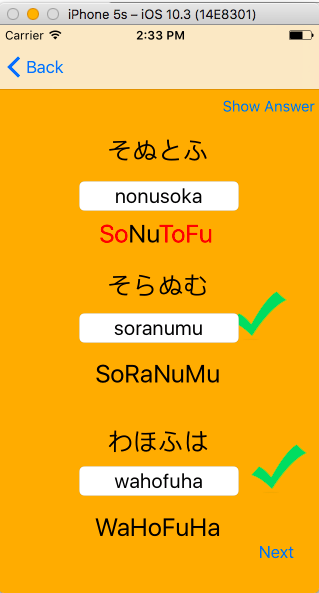 iPhone 5s – iOS 10.3 (14E8301)
Carrier 2:33 PM
Back
Show Answer
そぬとふ
nonusoka
SoNuToFu
そらぬむ
soranumu
SoRaNuMu
わほふは
wahofuha
WaHoFuHa
Next